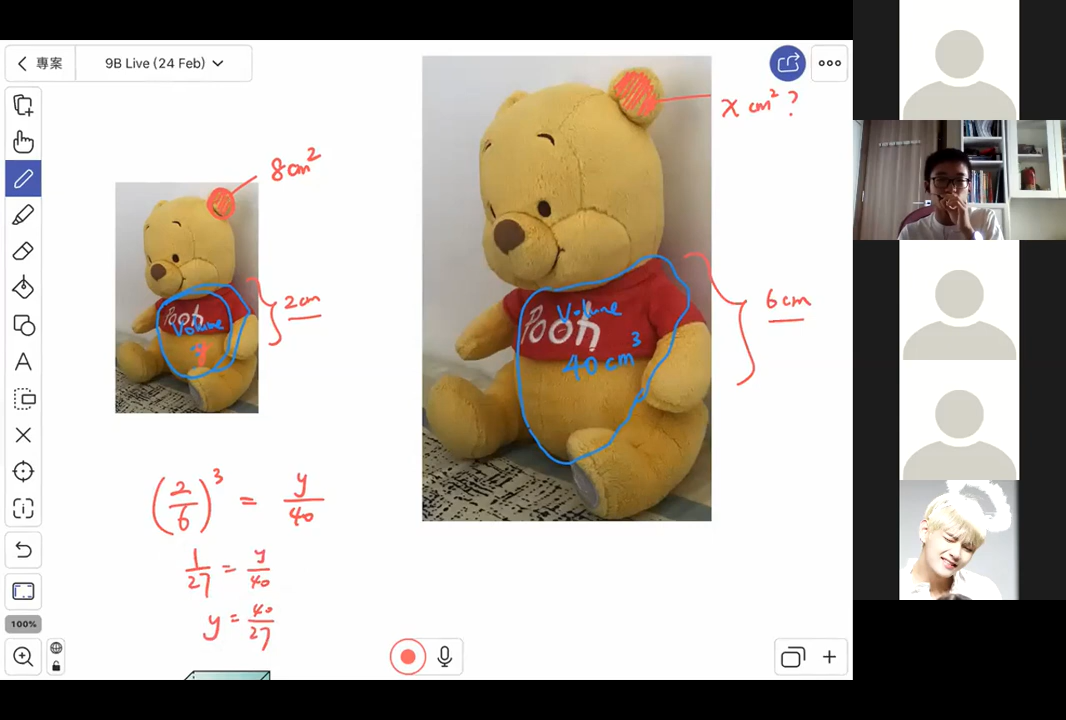 專案
9B Live (24 Feb)
x cm² ?
8cm²
2cm
Pooh
Volume
y
6cm
Volume
Pooh
40 cm³
(2/6)³ = y/40
1/27 = y/40
y = 40/27
A
100%